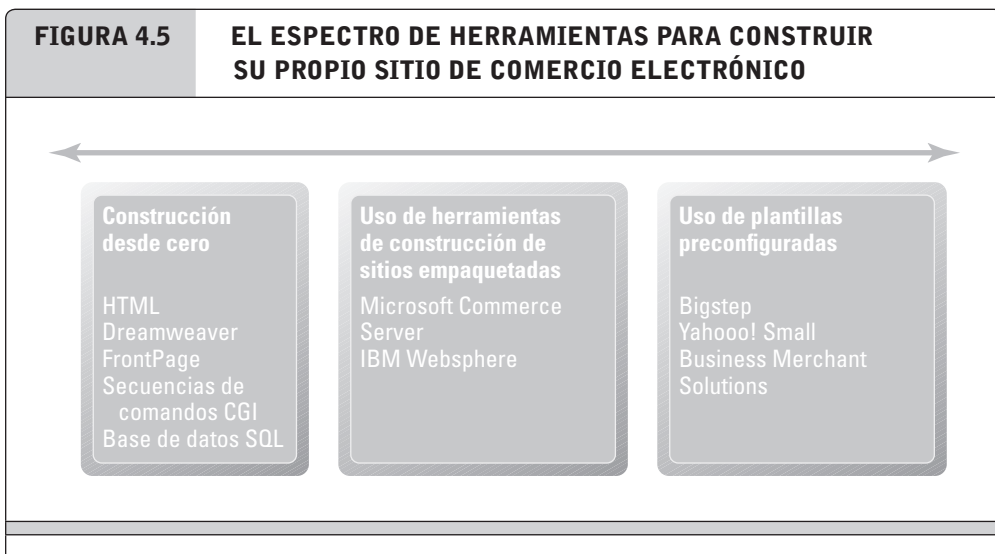 FIGURA 4.5
EL ESPECTRO DE HERRAMIENTAS PARA CONSTRUIR
SU PROPIO SITIO DE COMERCIO ELECTRÓNICO
Construcción
desde cero
HTML
Dreamweaver
FrontPage
Secuencias de
comandos CGI
Base de datos SQL
Uso de herramientas
de construcción de
sitios empaquetadas
Microsoft Commerce
Server
IBM Websphere
Uso de plantillas
preconfiguradas
Bigstep
Yahooo! Small
Business Merchant
Solutions